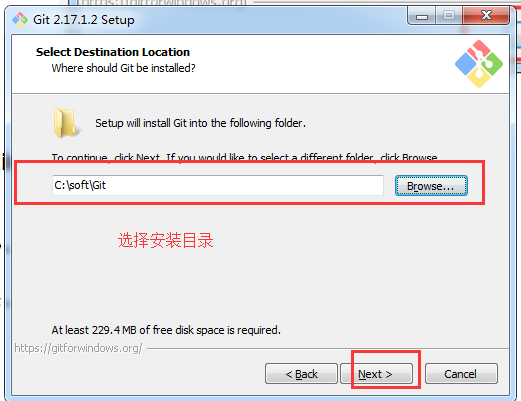 https://gitforwindows.org/
Git 2.17.1.2 Setup
Select Destination Location
Where should Git be installed?
Setup will install Git into the following folder.
To continue, click Next. If you would like to select a different folder, click Browse.
C:\soft\Git
Browse...
选择安装目录
At least 229.4 MB of free disk space is required.
https://gitforwindows.org/
< Back
Next >
Cancel